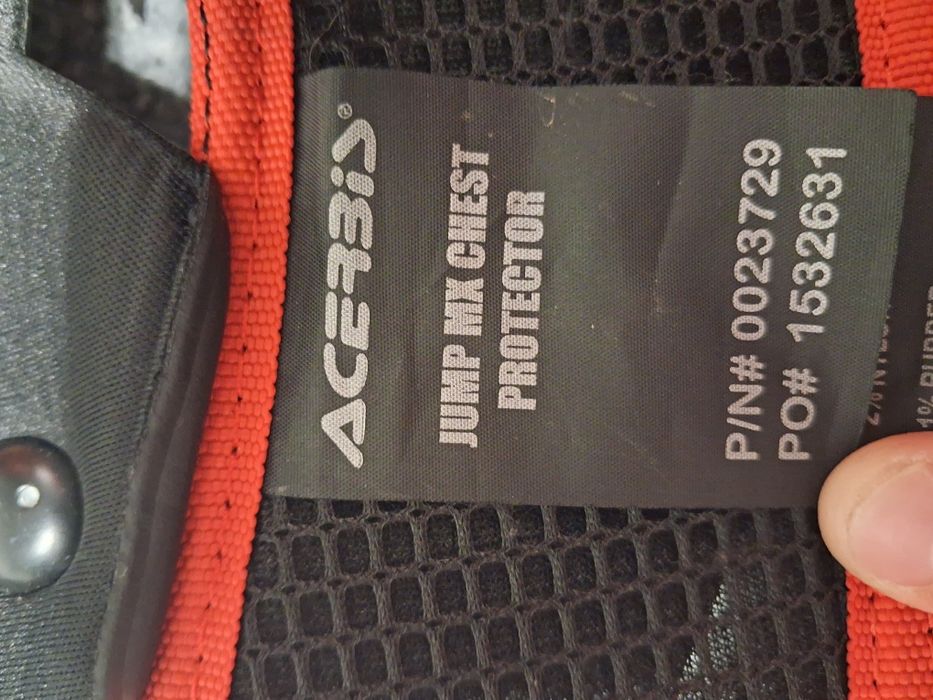 ACERBIS®
JUMP MX CHEST
PROTECTOR
P/N# 0023729
PO# 1532631